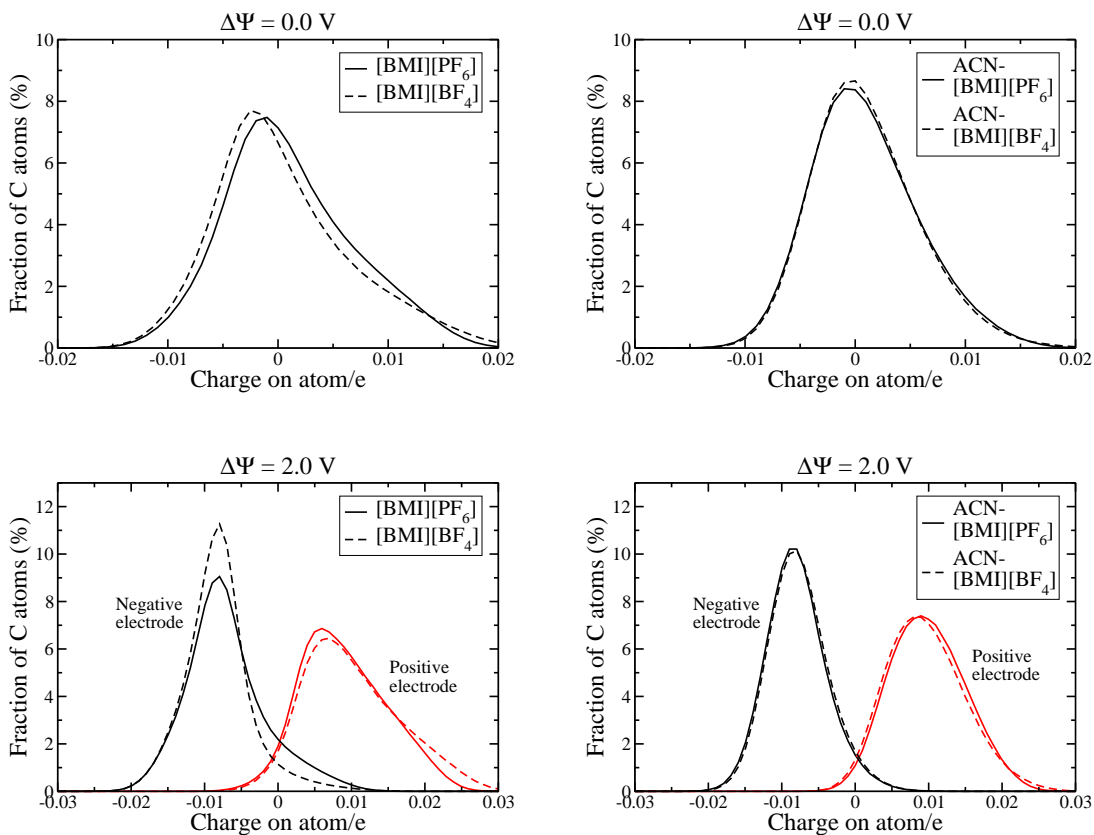 ΔΨ = 0.0 V
10
8
6
4
2
0
Fraction of C atoms (%)
[BMI][PF₆]
[BMI][BF₄]
-0.02
-0.01
0
0.01
0.02
Charge on atom/e
ΔΨ = 0.0 V
10
8
6
4
2
0
Fraction of C atoms (%)
ACN-
[BMI][PF₆]
ACN-
[BMI][BF₄]
-0.02
-0.01
0
0.01
0.02
Charge on atom/e
ΔΨ = 2.0 V
12
10
8
6
4
2
0
Fraction of C atoms (%)
[BMI][PF₆]
[BMI][BF₄]
Negative
electrode
Positive
electrode
-0.03
-0.02
-0.01
0
0.01
0.02
0.03
Charge on atom/e
ΔΨ = 2.0 V
12
10
8
6
4
2
0
Fraction of C atoms (%)
ACN-
[BMI][PF₆]
ACN-
[BMI][BF₄]
Negative
electrode
Positive
electrode
-0.03
-0.02
-0.01
0
0.01
0.02
0.03
Charge on atom/e